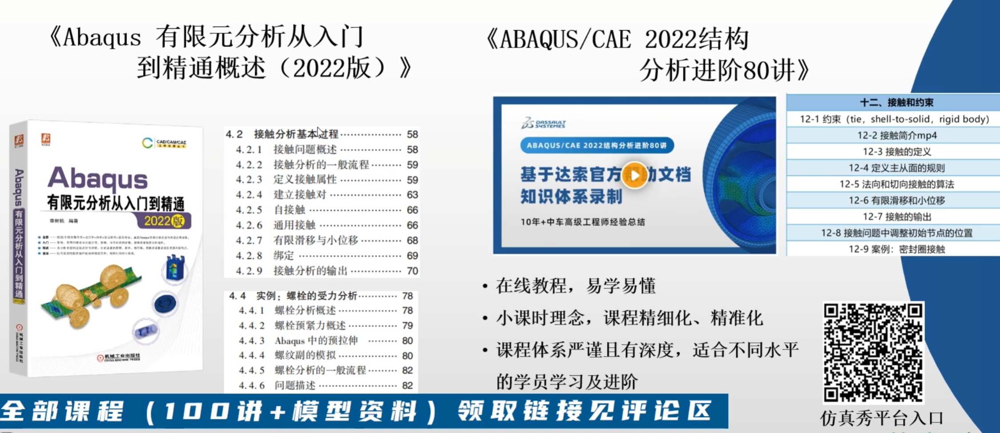 《Abaqus 有限元分析从入门
到精通概述（2022版）》
CAD/CAM/CAE
Abaqus
有限元分析从入门到精通
2022版
李树栋 编著
机械工业出版社
CHINA MACHINE PRESS
Abaqus 有限元分析从入门到精通
4.2 接触分析基本过程 58
4.2.1 接触问题概述 58
4.2.2 接触分析的一般流程 59
4.2.3 定义接触属性 59
4.2.4 建立接触对 63
4.2.5 自接触 66
4.2.6 通用接触 66
4.2.7 有限滑移与小位移 68
4.2.8 绑定 69
4.2.9 接触分析的输出 70
4.4 实例：螺栓的受力分析 78
4.4.1 螺栓分析概述 78
4.4.2 螺栓预紧力概述 79
4.4.3 Abaqus 中的预拉伸 80
4.4.4 螺纹副的模拟 80
4.4.5 螺栓分析的一般流程 82
4.4.6 问题描述 82
《ABAQUS/CAE 2022结构
分析进阶80讲》
DASSAULT
SYSTEMES
ABAQUS/CAE 2022结构分析进阶80讲
基于达索官方帮助文档
知识体系录制
10年+中车高级工程师经验总结
十二、接触和约束
12-1 约束（tie，shell-to-solid，rigid body）
12-2 接触简介mp4
12-3 接触的定义
12-4 定义主从面的规则
12-5 法向和切向接触的算法
12-6 有限滑移和小位移
12-7 接触的输出
12-8 接触问题中调整初始节点的位置
12-9 案例：密封圈接触
• 在线教程，易学易懂
• 小课时理念，课程精细化、精准化
• 课程体系严谨且有深度，适合不同水平
的学员学习及进阶
仿真秀平台入口
全部课程（100讲+模型资料）领取链接见评论区